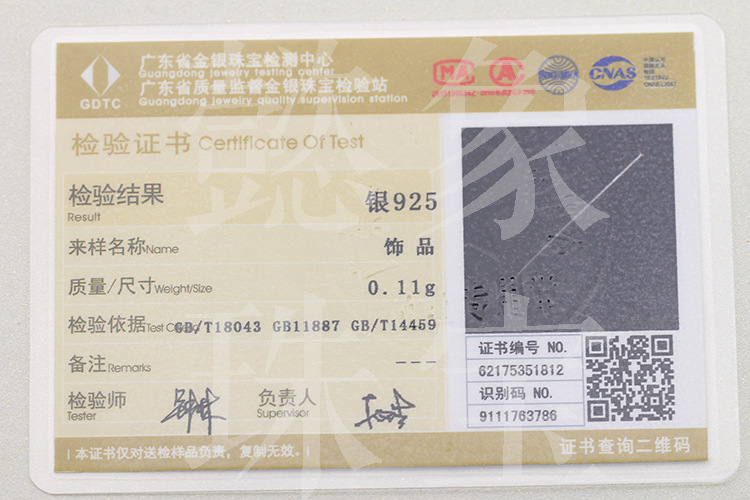 广东省金银珠宝检测中心
Guangdong jewelry testing center
广东省质量监督金银珠宝检验站
Guangdong jewelry quality supervision station
GDTC
MA
A
CNAS
检验证书 Certificate Of Test
检验结果
Result
银925
来样名称Name 饰品
质量/尺寸Weight/Size 0.11g
检验依据 GB/T18043 GB11887 GB/T14459
备注Remarks ---
检验师
Tester
负责人
Supervisor
证书编号 NO.
62175351812
识别码 NO.
9111763786
本证书仅对送检样品负责,复制无效。
证书查询二维码
懿象
珠